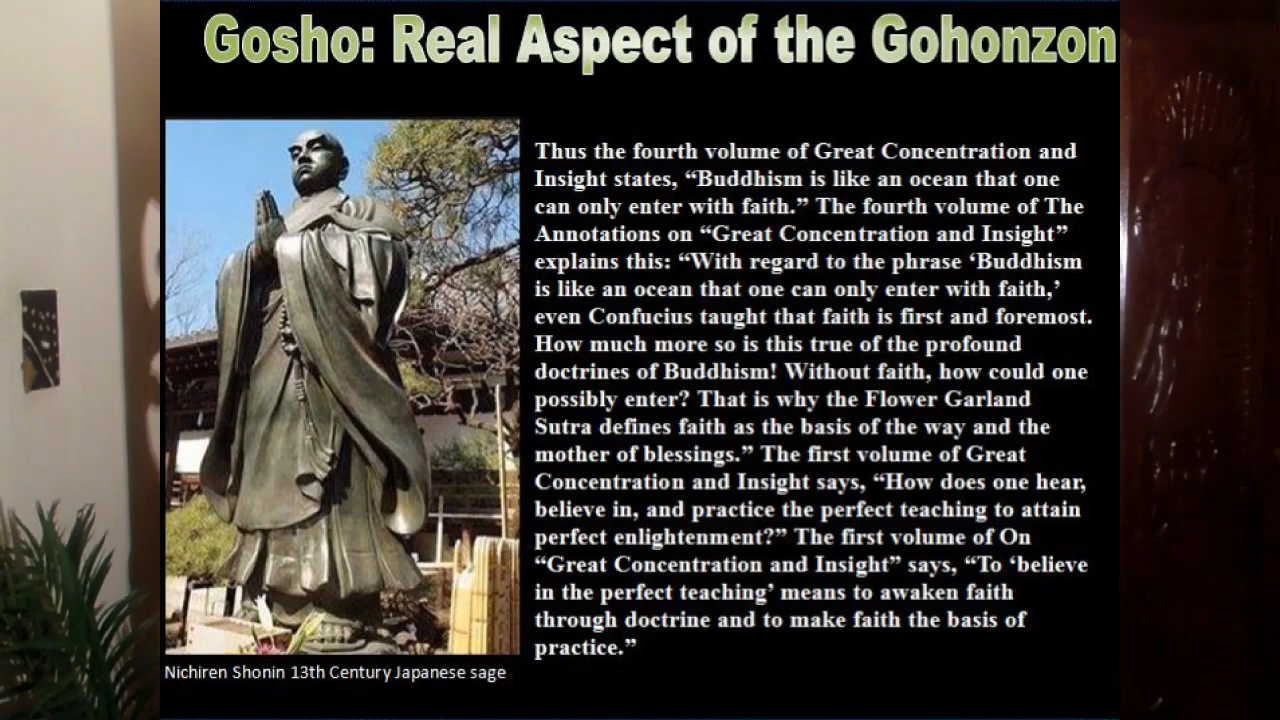 Gosho: Real Aspect of the Gohonzon
Thus the fourth volume of Great Concentration and
Insight states, “Buddhism is like an ocean that one
can only enter with faith.” The fourth volume of The
Annotations on “Great Concentration and Insight”
explains this: “With regard to the phrase ‘Buddhism
is like an ocean that one can only enter with faith,’
even Confucius taught that faith is first and foremost.
How much more so is this true of the profound
doctrines of Buddhism! Without faith, how could one
possibly enter? That is why the Flower Garland
Sutra defines faith as the basis of the way and the
mother of blessings.” The first volume of Great
Concentration and Insight says, “How does one hear,
believe in, and practice the perfect teaching to attain
perfect enlightenment?” The first volume of On
“Great Concentration and Insight” says, “To ‘believe
in the perfect teaching’ means to awaken faith
through doctrine and to make faith the basis of
practice.”
Nichiren Shonin 13th Century Japanese sage